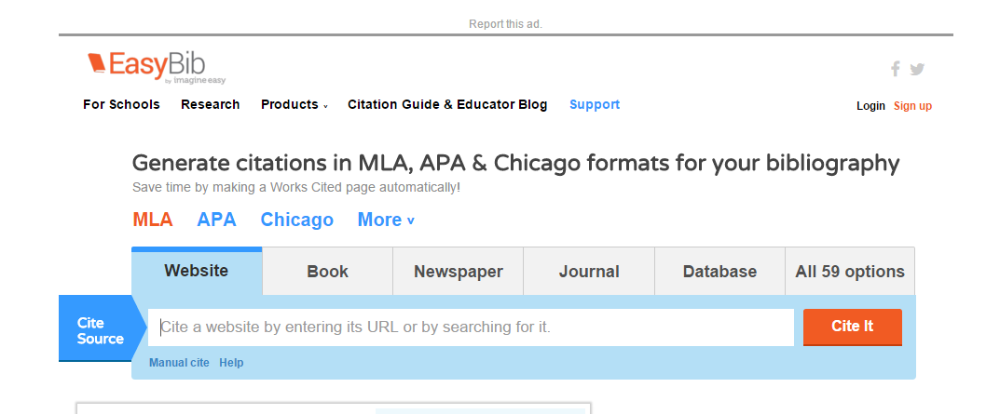 Report this ad.
EasyBib
by imagine easy
For Schools Research Products ˅ Citation Guide & Educator Blog Support
Login Sign up
Generate citations in MLA, APA & Chicago formats for your bibliography
Save time by making a Works Cited page automatically!
MLA APA Chicago More ˅
Website Book Newspaper Journal Database All 59 options
Cite
Source
Cite a website by entering its URL or by searching for it.
Cite It
Manual cite Help